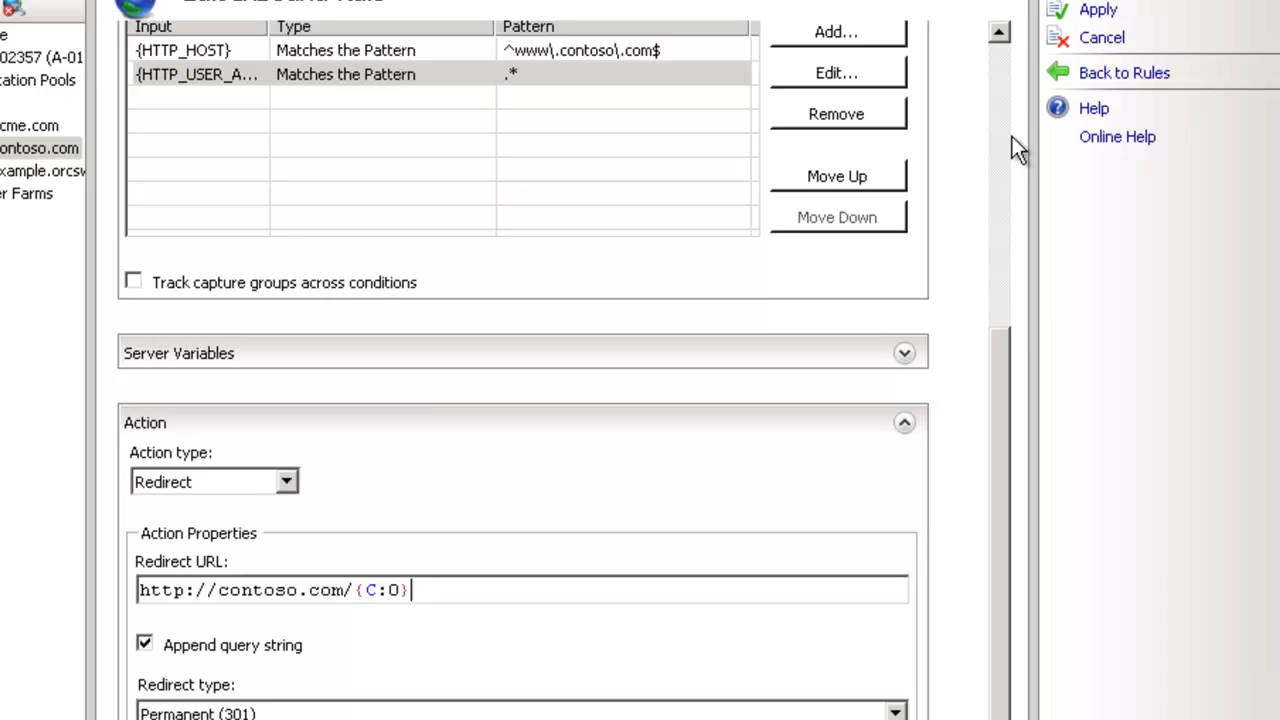 Input Type Pattern
{HTTP_HOST} Matches the Pattern ^www\.contoso\.com$
{HTTP_USER_A... Matches the Pattern .*
Add...
Edit...
Remove
Move Up
Move Down
Track capture groups across conditions
Server Variables
Action
Action type:
Redirect
Action Properties
Redirect URL:
http://contoso.com/{C:0}
Append query string
Redirect type:
Permanent (301)
e
02357 (A-01
ation Pools
cme.com
ontoso.com
xample.orcsw
er Farms
Apply
Cancel
Back to Rules
Help
Online Help